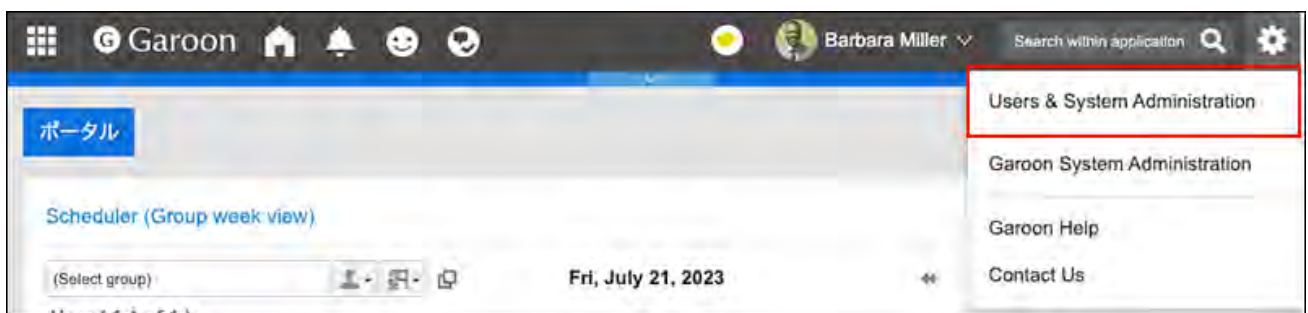 G Garoon Barbara Miller Search within application
Users & System Administration
ポータル
Garoon System Administration
Scheduler (Group week view)
Garoon Help
(Select group) Fri, July 21, 2023
Contact Us